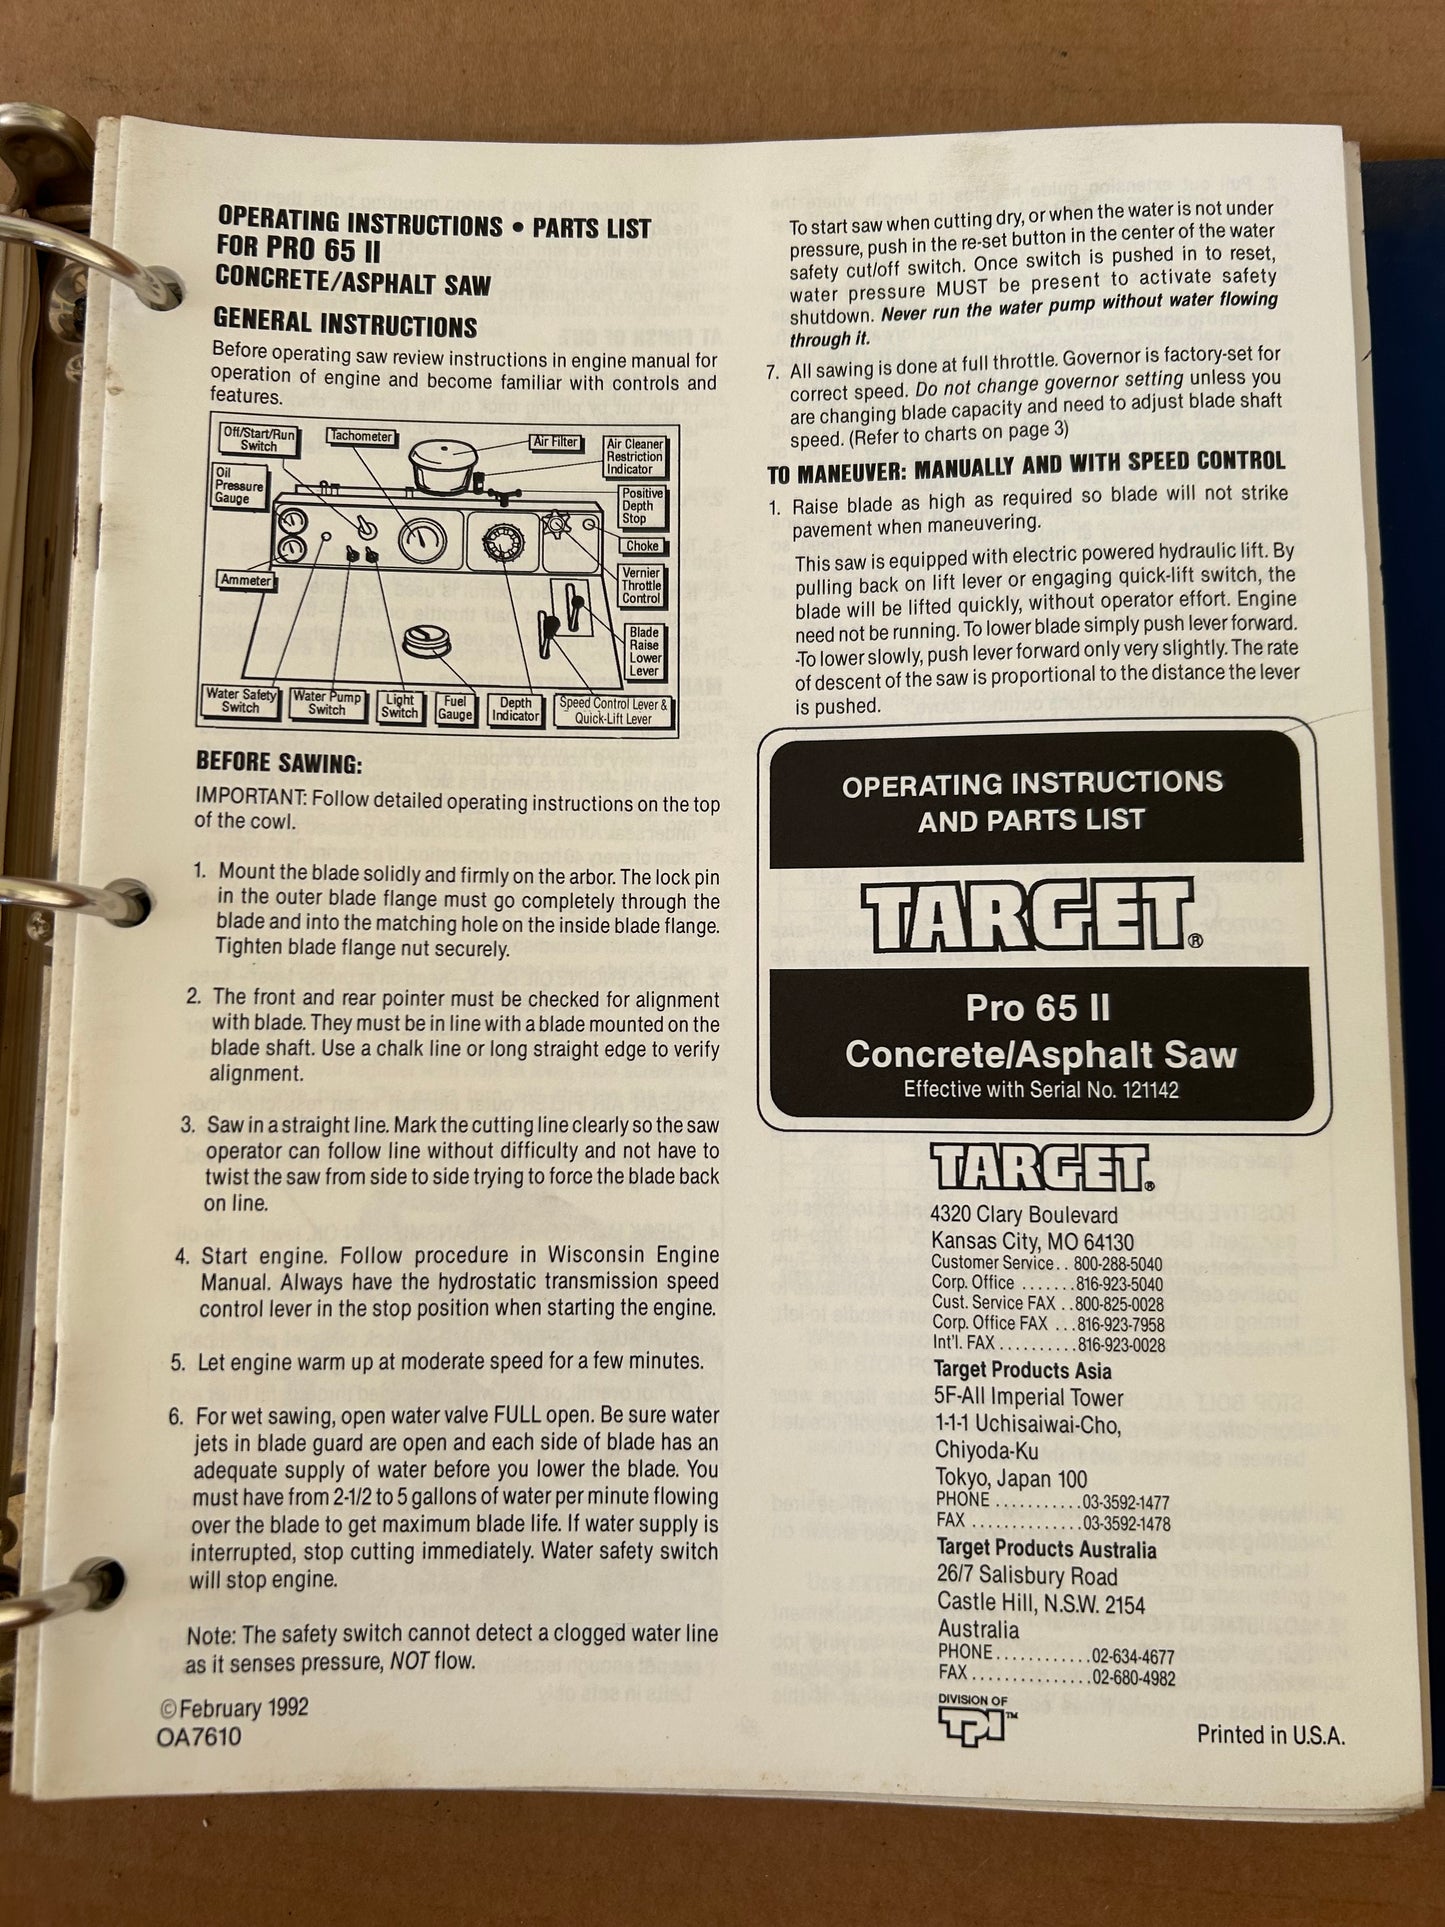 OPERATING INSTRUCTIONS • PARTS LIST
FOR PRO 65 II
CONCRETE/ASPHALT SAW
GENERAL INSTRUCTIONS
Before operating saw review instructions in engine manual for
operation of engine and become familiar with controls and
features.
Off/Start/Run
Switch
Tachometer
Air Filter
Air Cleaner
Restriction
Indicator
Oil
Pressure
Gauge
Positive
Depth
Stop
Choke
Ammeter
Vernier
Throttle
Control
Blade
Raise
Lower
Lever
Water Safety
Switch
Water Pump
Switch
Light
Switch
Fuel
Gauge
Depth
Indicator
Speed Control Lever &
Quick-Lift Lever
BEFORE SAWING:
IMPORTANT: Follow detailed operating instructions on the top
of the cowl.
1. Mount the blade solidly and firmly on the arbor. The lock pin
in the outer blade flange must go completely through the
blade and into the matching hole on the inside blade flange.
Tighten blade flange nut securely.
2. The front and rear pointer must be checked for alignment
with blade. They must be in line with a blade mounted on the
blade shaft. Use a chalk line or long straight edge to verify
alignment.
3. Saw in a straight line. Mark the cutting line clearly so the saw
operator can follow line without difficulty and not have to
twist the saw from side to side trying to force the blade back
on line.
4. Start engine. Follow procedure in Wisconsin Engine
Manual. Always have the hydrostatic transmission speed
control lever in the stop position when starting the engine.
5. Let engine warm up at moderate speed for a few minutes.
6. For wet sawing, open water valve FULL open. Be sure water
jets in blade guard are open and each side of blade has an
adequate supply of water before you lower the blade. You
must have from 2-1/2 to 5 gallons of water per minute flowing
over the blade to get maximum blade life. If water supply is
interrupted, stop cutting immediately. Water safety switch
will stop engine.
Note: The safety switch cannot detect a clogged water line
as it senses pressure, NOT flow.
©February 1992
OA7610
To start saw when cutting dry, or when the water is not under
pressure, push in the re-set button in the center of the water
safety cut/off switch. Once switch is pushed in to reset,
water pressure MUST be present to activate safety
shutdown. Never run the water pump without water flowing
through it.
7. All sawing is done at full throttle. Governor is factory-set for
correct speed. Do not change governor setting unless you
are changing blade capacity and need to adjust blade shaft
speed. (Refer to charts on page 3)
TO MANEUVER: MANUALLY AND WITH SPEED CONTROL
1. Raise blade as high as required so blade will not strike
pavement when maneuvering.
This saw is equipped with electric powered hydraulic lift. By
pulling back on lift lever or engaging quick-lift switch, the
blade will be lifted quickly, without operator effort. Engine
need not be running. To lower blade simply push lever forward.
-To lower slowly, push lever forward only very slightly. The rate
of descent of the saw is proportional to the distance the lever
is pushed.
OPERATING INSTRUCTIONS
AND PARTS LIST
TARGET®
Pro 65 II
Concrete/Asphalt Saw
Effective with Serial No. 121142
TARGET®
4320 Clary Boulevard
Kansas City, MO 64130
Customer Service.. 800-288-5040
Corp. Office .......816-923-5040
Cust. Service FAX ..800-825-0028
Corp. Office FAX ...816-923-7958
Int'l. FAX ..........816-923-0028
Target Products Asia
5F-All Imperial Tower
1-1-1 Uchisaiwai-Cho,
Chiyoda-Ku
Tokyo, Japan 100
PHONE ...........03-3592-1477
FAX ..............03-3592-1478
Target Products Australia
26/7 Salisbury Road
Castle Hill, N.S.W. 2154
Australia
PHONE............02-634-4677
FAX ...............02-680-4982
DIVISION OF
TPI™
Printed in U.S.A.